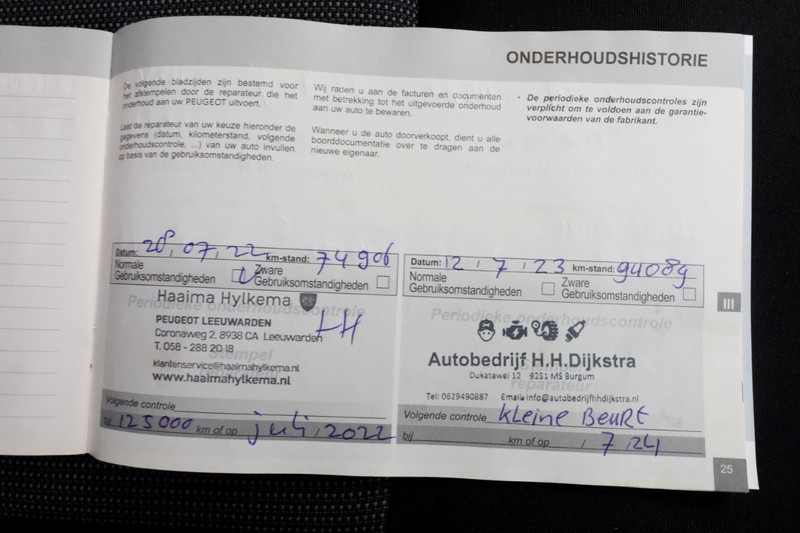 ONDERHOUDSHISTORIE
De volgende bladzijden zijn bestemd voor
het afstempelen door de reparateur die het
onderhoud aan uw PEUGEOT uitvoert.
Laat de reparateur van uw keuze hieronder de
gegevens (datum, kilometerstand, volgende
onderhoudscontrole, ...) van uw auto invullen
op basis van de gebruiksomstandigheden.
Wij raden u aan de facturen en documenten
met betrekking tot het uitgevoerde onderhoud
aan uw auto te bewaren.
Wanneer u de auto doorverkoopt, dient u alle
boorddocumentatie over te dragen aan de
nieuwe eigenaar.
• De periodieke onderhoudscontroles zijn
verplicht om te voldoen aan de garantie-
voorwaarden van de fabrikant.
Datum: 28, 07, 22 km-stand: 74906
Normale
Gebruiksomstandigheden
Zware
Gebruiksomstandigheden
Periodieke onderhoudscontrole
Haaima Hylkema
PEUGEOT LEEUWARDEN
Coronaweg 2, 8938 CA Leeuwarden
T. 058 - 288 20 18
Stempel
klantenservice@haaimahylkema.nl
www.haaimahylkema.nl
Volgende controle
bij 125000 km of op juli, 2022
Datum: 12 / 7 / 23 km-stand: 94089
Normale
Gebruiksomstandigheden
Zware
Gebruiksomstandigheden
Periodieke onderhoudscontrole
Autobedrijf H.H.Dijkstra
Dukatewei 12 9251 MS Burgum
reparateur
Tel: 0629490887 Email: info@autobedrijfhhdijkstra.nl
Volgende controle Kleine Beurt
bij km of op / 7 / 24
III
25